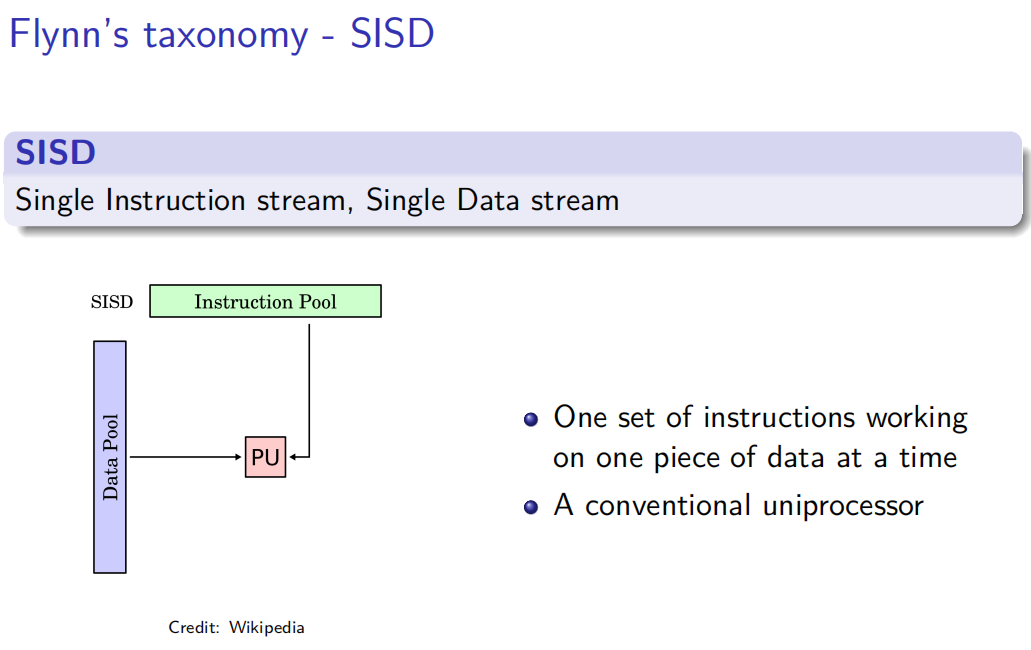 Flynn's taxonomy - SISD
SISD
Single Instruction stream, Single Data stream
SISD
Instruction Pool
Data Pool
PU
One set of instructions working
on one piece of data at a time
A conventional uniprocessor
Credit: Wikipedia